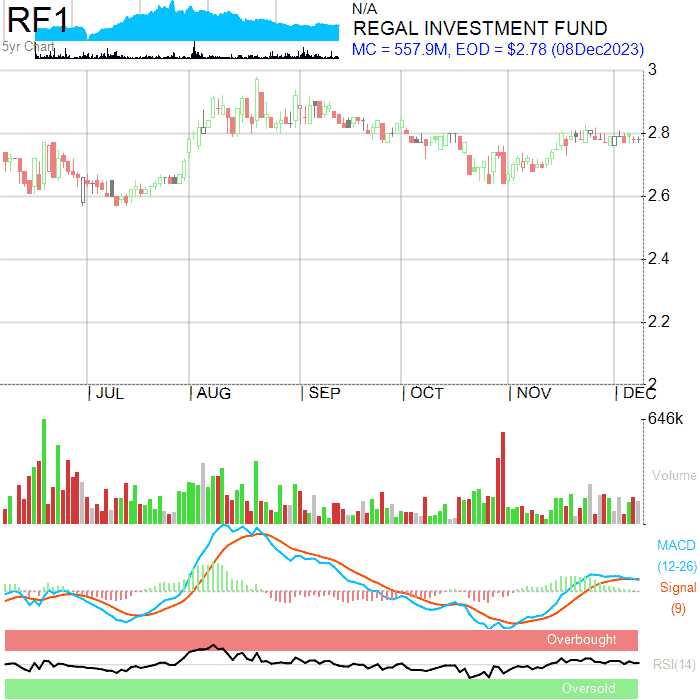 RF1
5yr Chart
N/A
REGAL INVESTMENT FUND
MC = 557.9M, EOD = $2.78 (08Dec2023)
3
2.8
2.6
2.4
2.2
2
JUL AUG SEP OCT NOV DEC
646k
Volume
MACD
(12-26)
Signal
(9)
Overbought
RSI(14)
Oversold